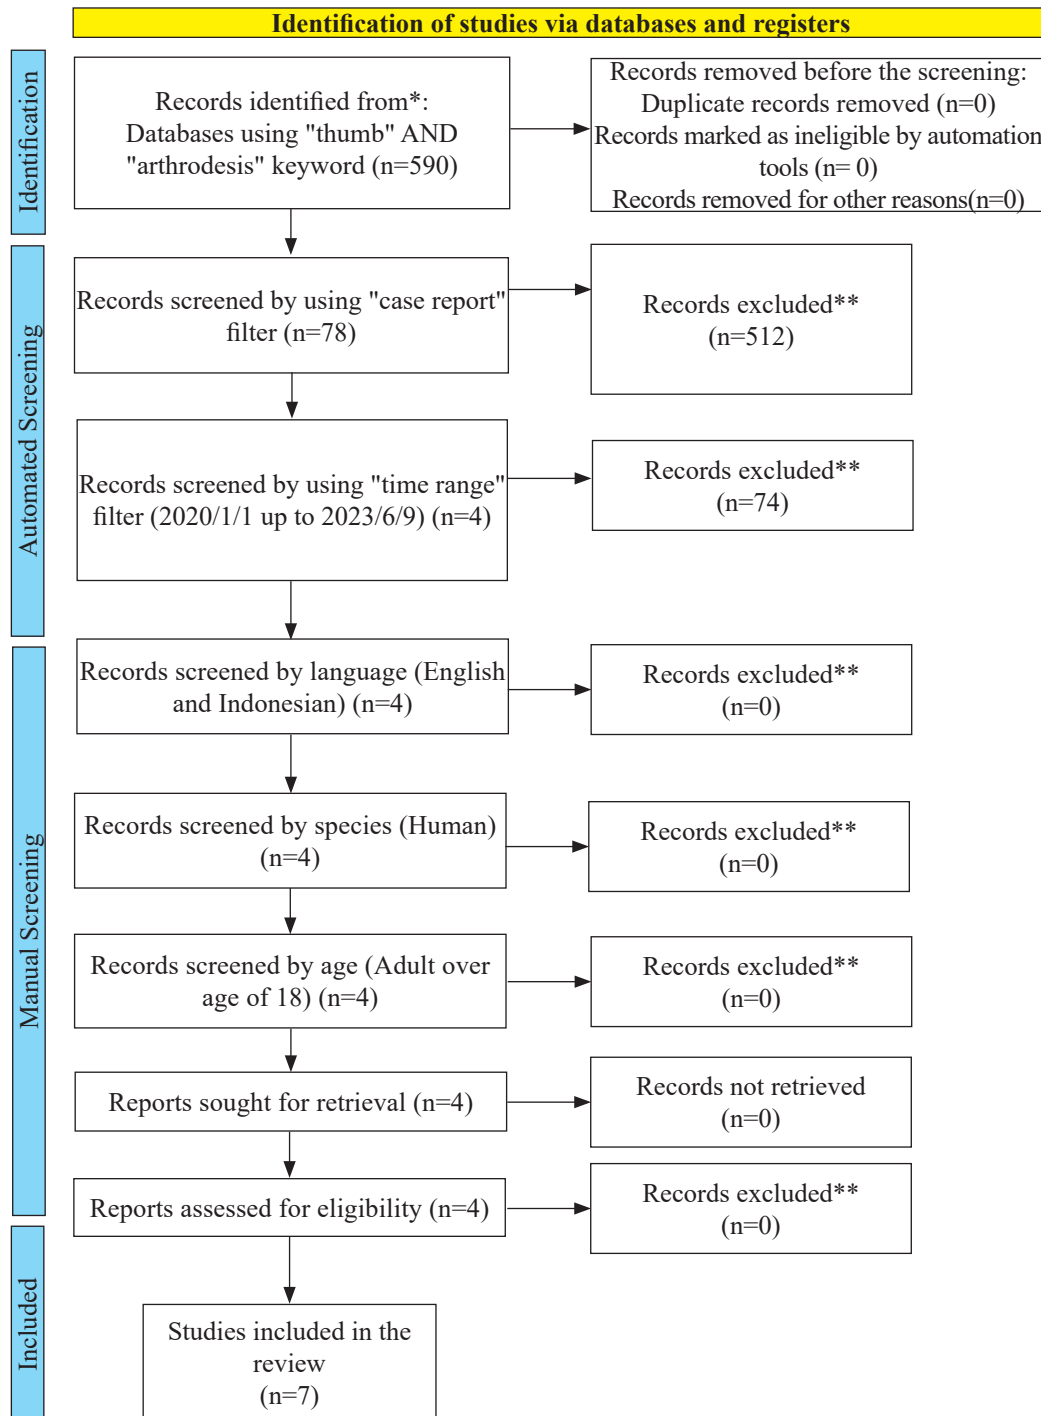 Identification of studies via databases and registers
Identification
Records identified from*:
Databases using "thumb" AND
"arthrodesis" keyword (n=590)
Records removed before the screening:
Duplicate records removed (n=0)
Records marked as ineligible by automation
tools (n= 0)
Records removed for other reasons(n=0)
Automated Screening
Records screened by using "case report"
filter (n=78)
Records excluded**
(n=512)
Records screened by using "time range"
filter (2020/1/1 up to 2023/6/9) (n=4)
Records excluded**
(n=74)
Manual Screening
Records screened by language (English
and Indonesian) (n=4)
Records excluded**
(n=0)
Records screened by species (Human)
(n=4)
Records excluded**
(n=0)
Records screened by age (Adult over
age of 18) (n=4)
Records excluded**
(n=0)
Reports sought for retrieval (n=4)
Records not retrieved
(n=0)
Reports assessed for eligibility (n=4)
Records excluded**
(n=0)
Included
Studies included in the
review
(n=7)